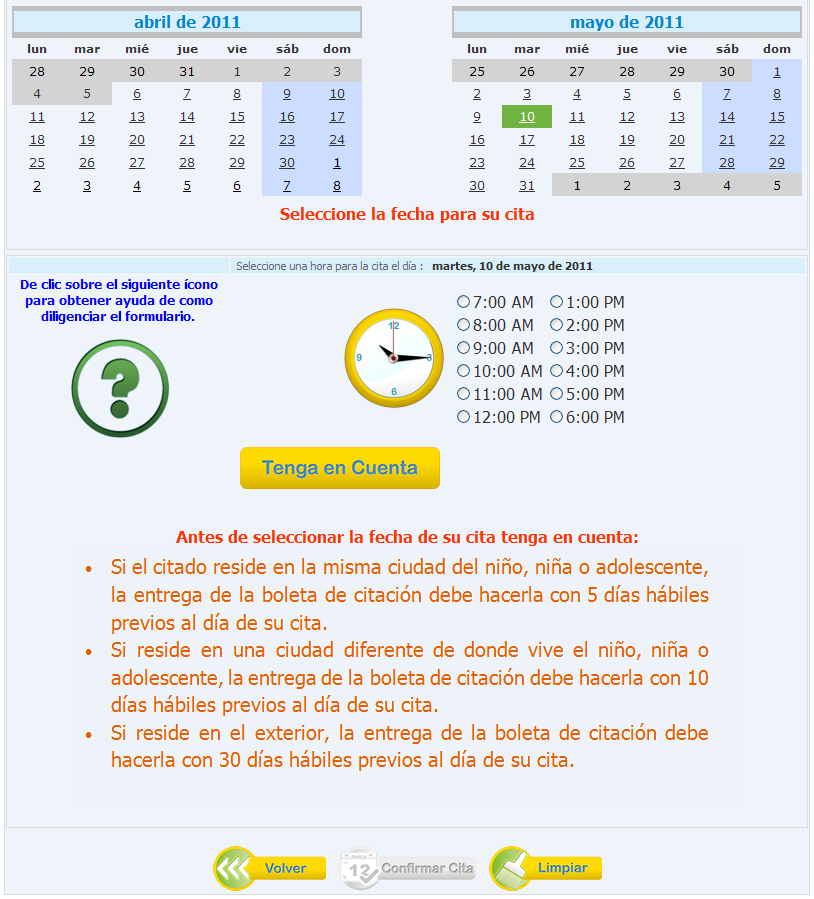 abril de 2011
lun mar mié jue vie sáb dom
28 29 30 31 1 2 3
4 5 6 7 8 9 10
11 12 13 14 15 16 17
18 19 20 21 22 23 24
25 26 27 28 29 30 1
2 3 4 5 6 7 8
mayo de 2011
lun mar mié jue vie sáb dom
25 26 27 28 29 30 1
2 3 4 5 6 7 8
9 10 11 12 13 14 15
16 17 18 19 20 21 22
23 24 25 26 27 28 29
30 31 1 2 3 4 5
Seleccione la fecha para su cita
Seleccione una hora para la cita el día : martes, 10 de mayo de 2011
De clic sobre el siguiente ícono
para obtener ayuda de como
diligenciar el formulario.
?
12
9 3
6
7:00 AM 1:00 PM
8:00 AM 2:00 PM
9:00 AM 3:00 PM
10:00 AM 4:00 PM
11:00 AM 5:00 PM
12:00 PM 6:00 PM
Tenga en Cuenta
Antes de seleccionar la fecha de su cita tenga en cuenta:
• Si el citado reside en la misma ciudad del niño, niña o adolescente,
la entrega de la boleta de citación debe hacerla con 5 días hábiles
previos al día de su cita.
• Si reside en una ciudad diferente de donde vive el niño, niña o
adolescente, la entrega de la boleta de citación debe hacerla con 10
días hábiles previos al día de su cita.
• Si reside en el exterior, la entrega de la boleta de citación debe
hacerla con 30 días hábiles previos al día de su cita.
Volver
12 Confirmar Cita
Limpiar